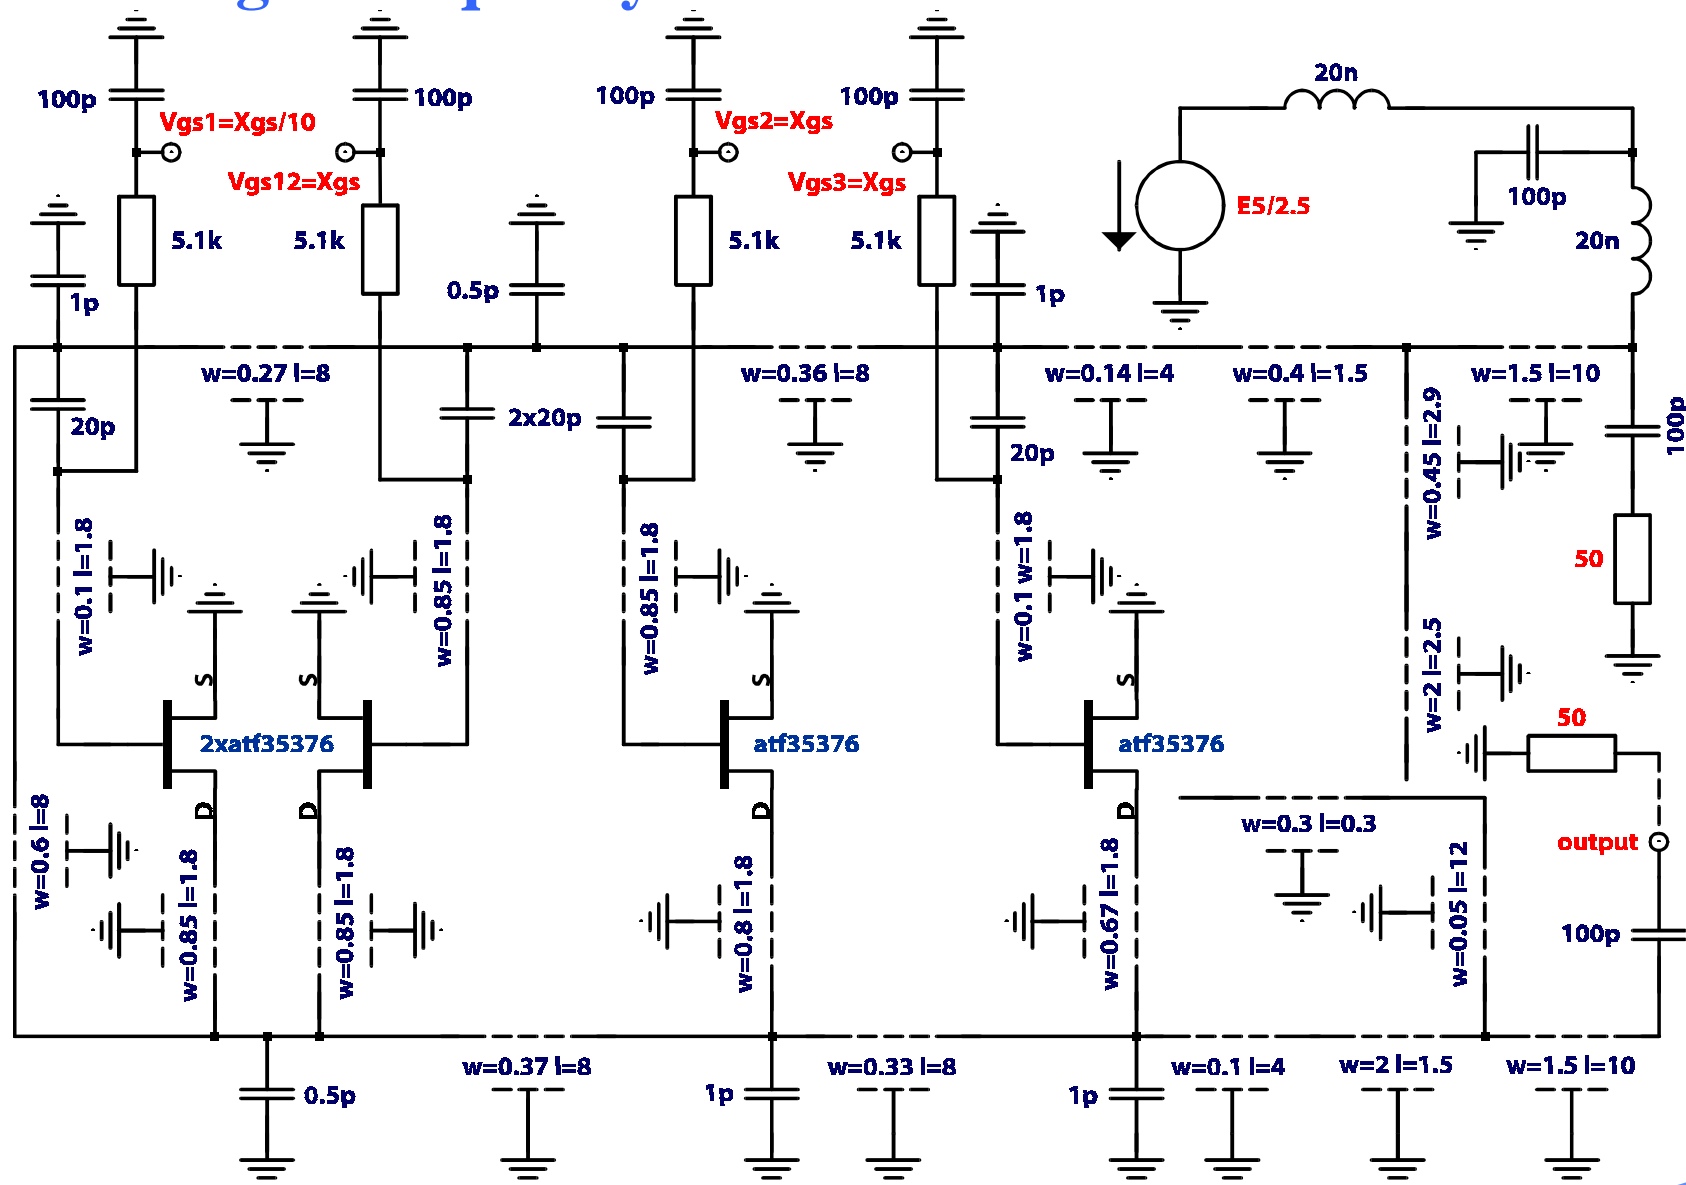 20n
100p
100p
100p
100p
Vgs1=Xgs/10
Vgs2=Xgs
Vgs12=Xgs
Vgs3=Xgs
100p
E5/2.5
5.1k
5.1k
5.1k
5.1k
20n
1p
0.5p
1p
w=0.27 l=8
w=0.36 l=8
w=0.14 l=4
w=0.4 l=1.5
w=1.5 l=10
20p
2x20p
20p
w=0.45 l=2.9
100p
w=0.1 l=1.8
w=0.85 l=1.8
w=0.85 l=1.8
w=0.1 w=1.8
50
w=2 l=2.5
S
S
S
S
2xatf35376
atf35376
atf35376
50
D
D
D
D
w=0.3 l=0.3
output
w=0.6 l=8
w=0.85 l=1.8
w=0.85 l=1.8
w=0.8 l=1.8
w=0.67 l=1.8
w=0.05 l=12
100p
w=0.37 l=8
w=0.33 l=8
w=0.1 l=4
w=2 l=1.5
w=1.5 l=10
0.5p
1p
1p